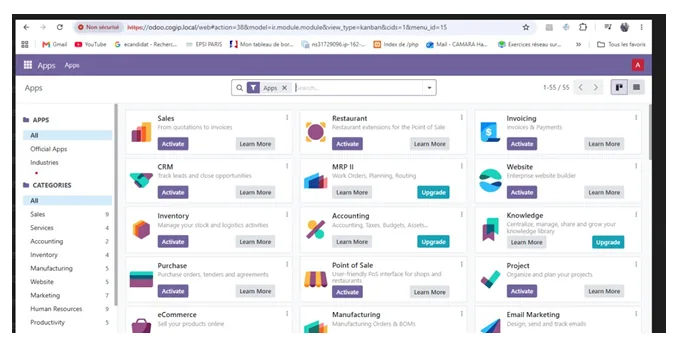 Non sécurisé https://odoo.cogip.local/web#action=38&model=ir.module.module&view_type=kanban&cids=1&menu_id=15
Gmail YouTube ecandidat - Recherc... EPSI PARIS Mon tableau de bor... ns31729096.ip-162-... Index de /php Mail - CAMARA Ha... Exercices réseau sur... » Tous les favoris
Apps Apps A
Apps Apps × Search... 1-55 / 55
APPS
All
Official Apps
Industries
CATEGORIES
All
Sales 9
Services 4
Accounting 2
Inventory 4
Manufacturing 5
Website 5
Marketing 7
Human Resources 9
Productivity 5
Sales
From quotations to invoices
Activate Learn More
Restaurant
Restaurant extensions for the Point of Sale
Activate Learn More
Invoicing
Invoices & Payments
Activate Learn More
CRM
Track leads and close opportunities
Activate Learn More
MRP II
Work Orders, Planning, Routing
Learn More Upgrade
Website
Enterprise website builder
Activate Learn More
Inventory
Manage your stock and logistics activities
Activate Learn More
Accounting
Accounting, Taxes, Budgets, Assets...
Learn More Upgrade
Knowledge
Centralize, manage, share and grow your
knowledge library
Learn More Upgrade
Purchase
Purchase orders, tenders and agreements
Activate Learn More
Point of Sale
User-friendly PoS interface for shops and
restaurants
Activate Learn More
Project
Organize and plan your projects
Activate Learn More
eCommerce
Sell your products online
Manufacturing
Manufacturing Orders & BOMs
Email Marketing
Design, send and track emails